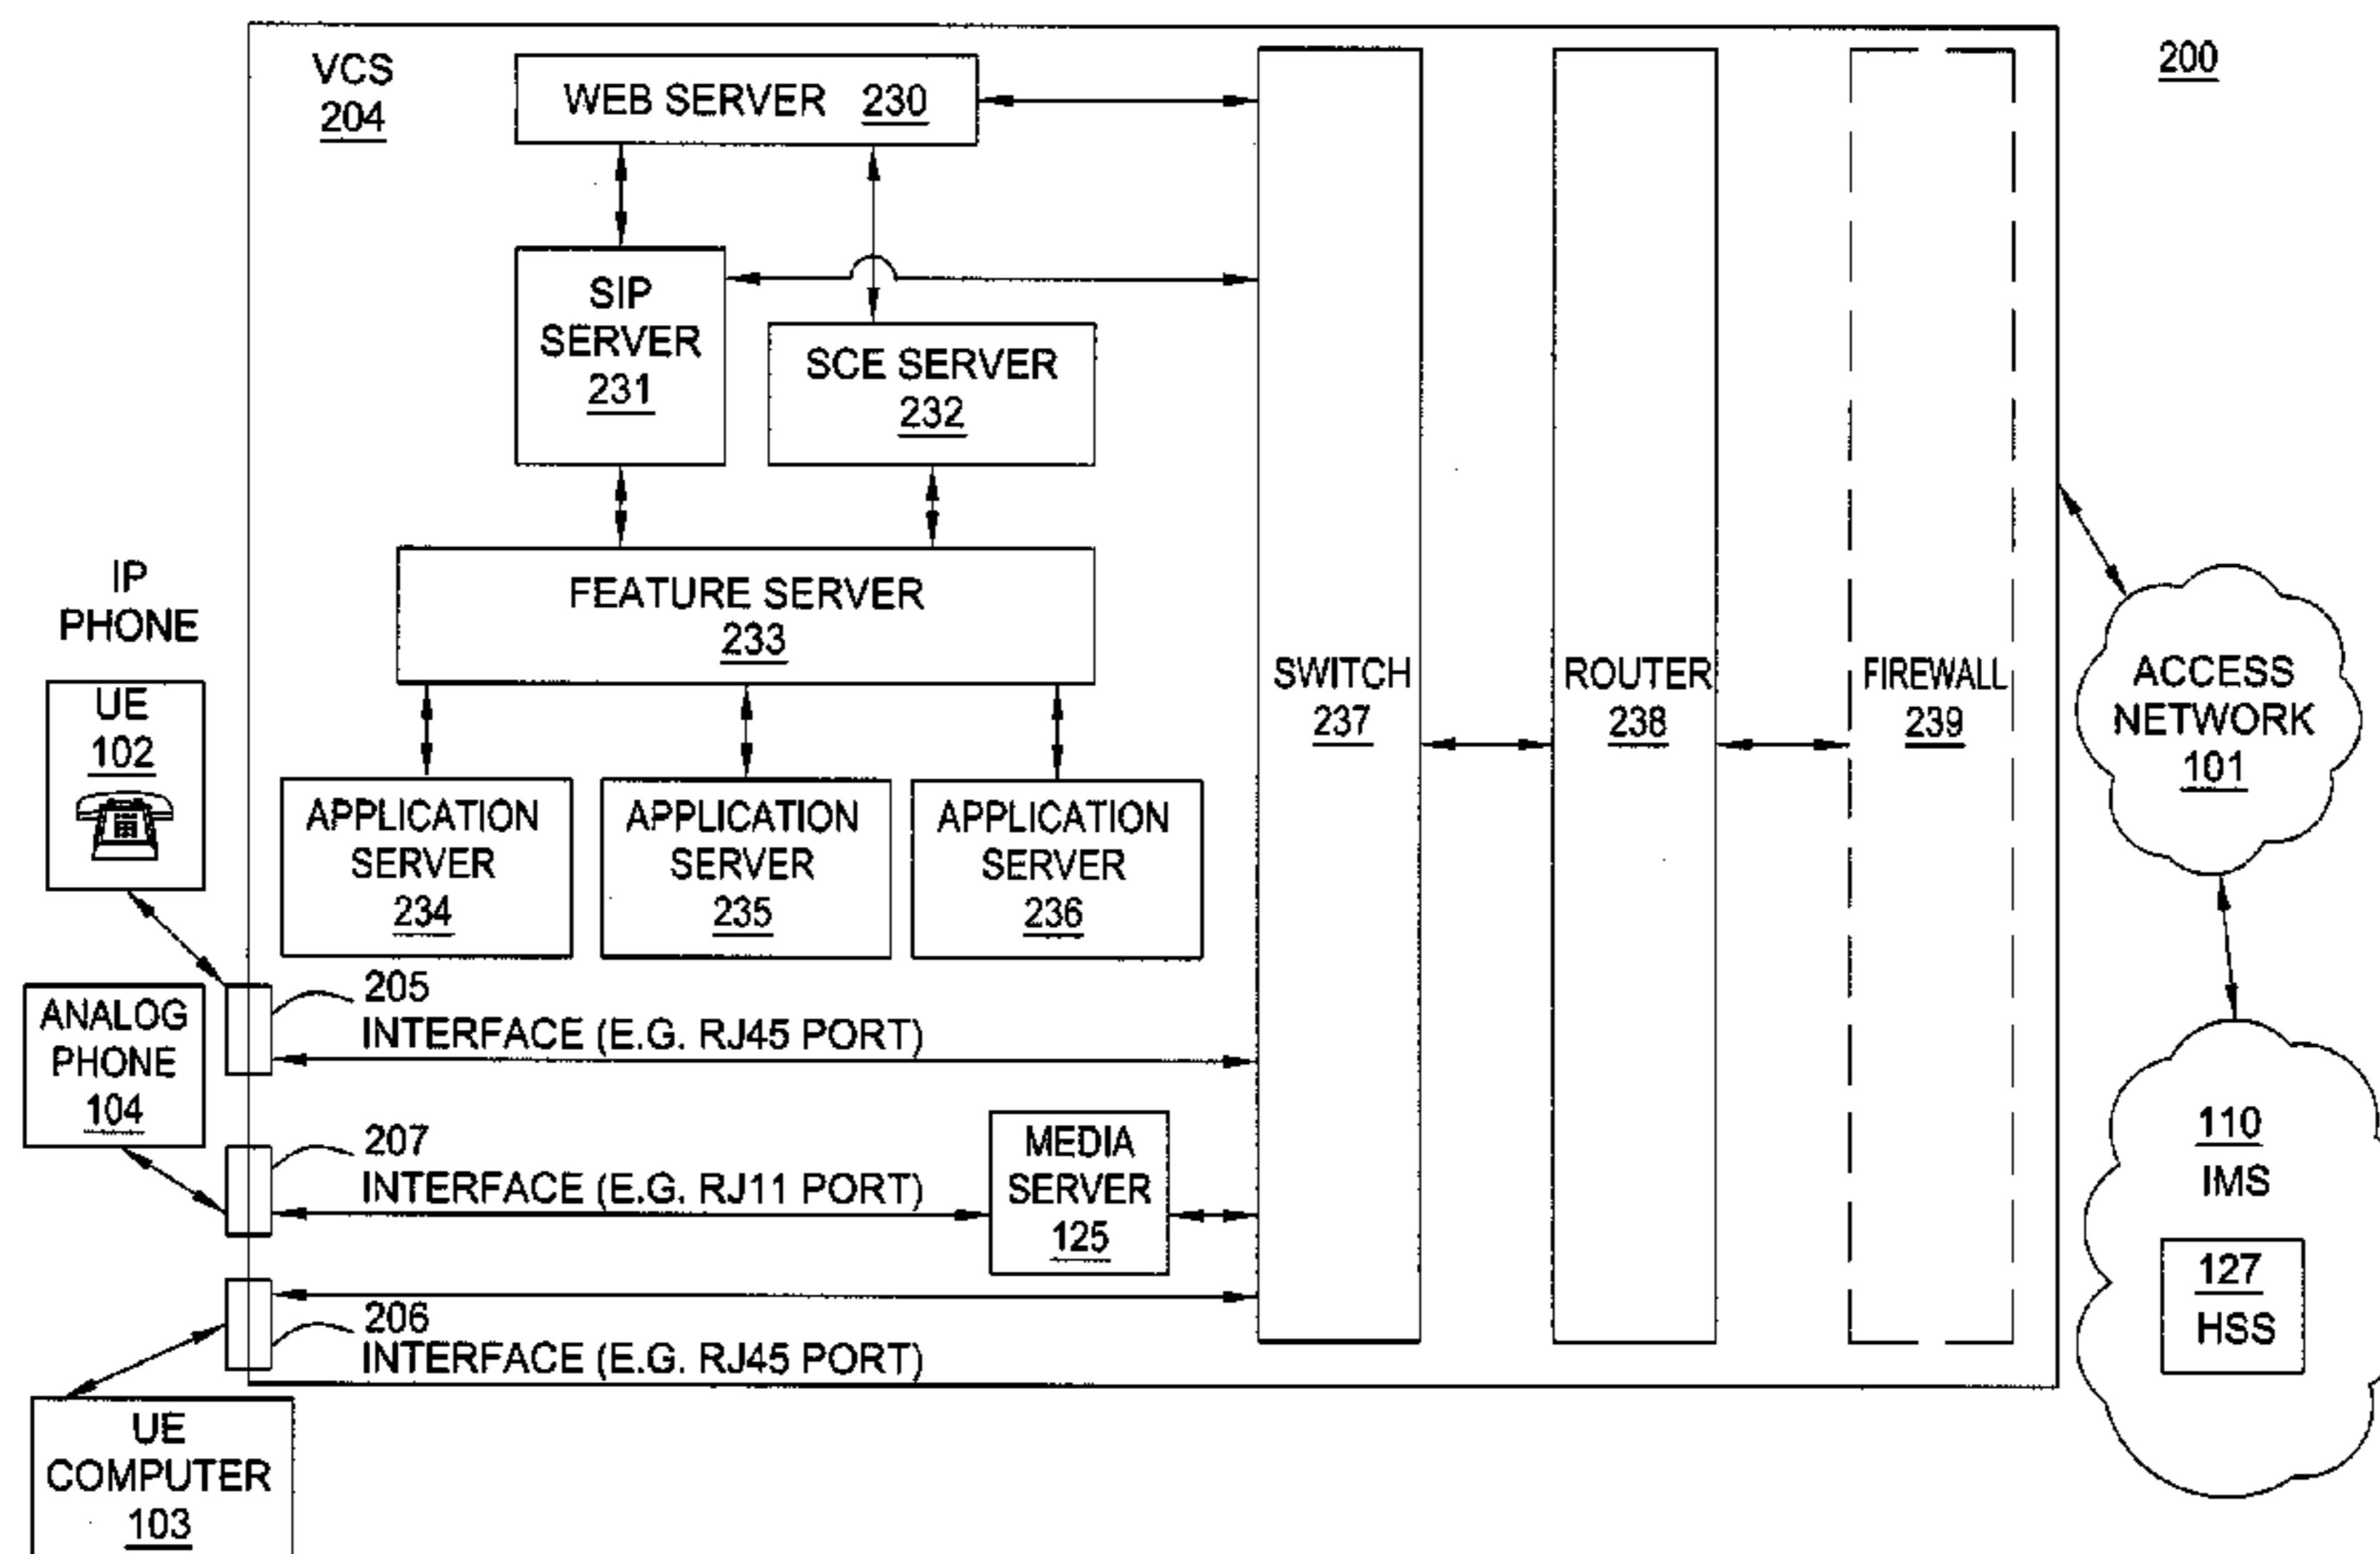 200
VCS
204
WEB SERVER 230
SIP
SERVER
231
SCE SERVER
232
FEATURE SERVER
233
APPLICATION
SERVER
234
APPLICATION
SERVER
235
APPLICATION
SERVER
236
SWITCH
237
ROUTER
238
FIREWALL
239
IP
PHONE
UE
102
ANALOG
PHONE
104
205
INTERFACE (E.G. RJ45 PORT)
207
INTERFACE (E.G. RJ11 PORT)
MEDIA
SERVER
125
206
INTERFACE (E.G. RJ45 PORT)
UE
COMPUTER
103
ACCESS
NETWORK
101
110
IMS
127
HSS